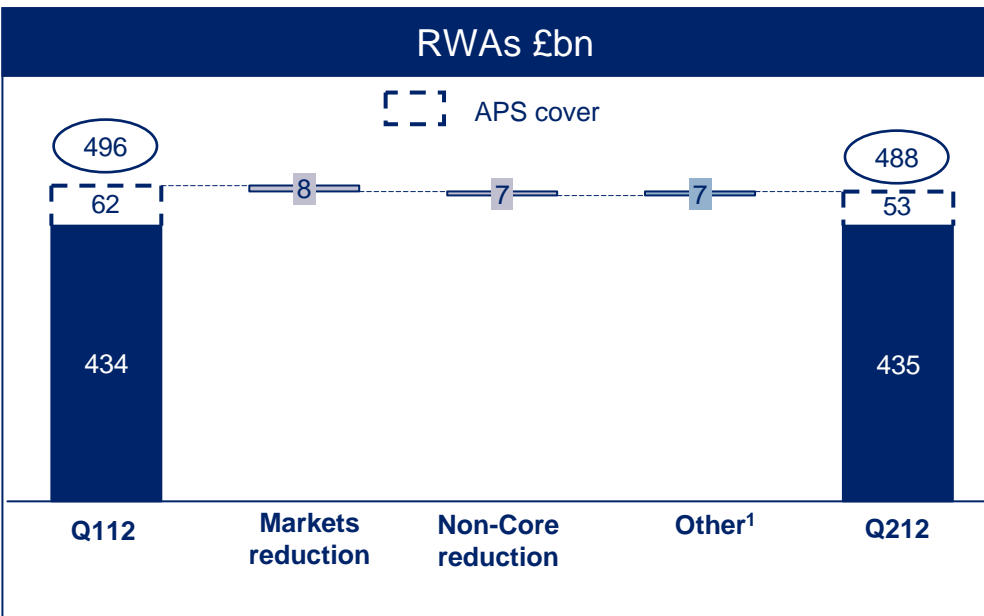 RWAs £bn
APS cover
496
488
62
8
7
7
53
434
435
Q112
Markets
reduction
Non-Core
reduction
Other¹
Q212